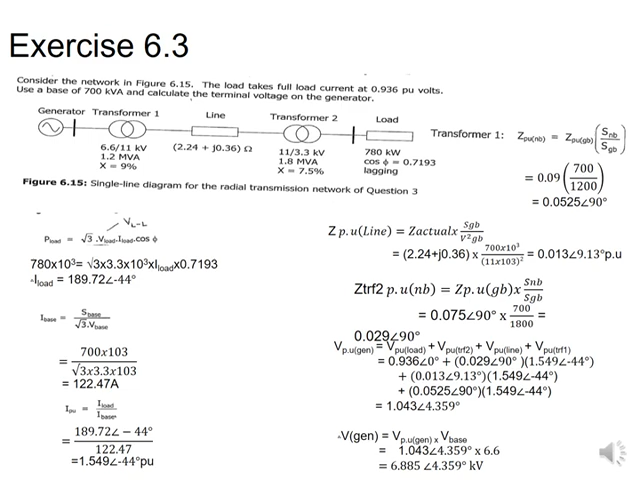 Exercise 6.3
Consider the network in Figure 6.15. The load takes full load current at 0.936 pu volts.
Use a base of 700 kVA and calculate the terminal voltage on the generator.
Generator Transformer 1 Line Transformer 2 Load
6.6/11 kV
1.2 MVA
X = 9%
(2.24 + j0.36) Ω
11/3.3 kV
1.8 MVA
X = 7.5%
780 kW
cos ϕ = 0.7193
lagging
Figure 6.15: Single-line diagram for the radial transmission network of Question 3
Transformer 1: Zpu(nb) = Zpu(gb)(Snb/Sgb)
= 0.09 (700/1200)
= 0.0525∠90°
VL-L
Pload = √3 .Vload.Iload.cos ϕ
780x10³= √3x3.3x10³xIloadx0.7193
∴Iload = 189.72∠-44°
Ibase = Sbase/√3.Vbase
= 700x103/√3x3.3x103
= 122.47A
Ipu = Iload/Ibase.
= 189.72∠ − 44°/122.47
=1.549∠-44°pu
Z p.u(Line) = Zactualx Sgb/V²gb
= (2.24+j0.36) x 700x10³/(11x103)² = 0.013∠9.13°p.u
Ztrf2 p.u(nb) = Zp.u(gb)x Snb/Sgb
= 0.075∠90° x 700/1800 =
0.029∠90°
Vp.u(gen) = Vpu(load) + Vpu(trf2) + Vpu(line) + Vpu(trf1)
= 0.936∠0° + (0.029∠90° )(1.549∠-44°)
+ (0.013∠9.13°)(1.549∠-44°)
+ (0.0525∠90°)(1.549∠-44°)
= 1.043∠4.359°
∴V(gen) = Vp.u(gen) x Vbase
= 1.043∠4.359° x 6.6
= 6.885 ∠4.359° kV